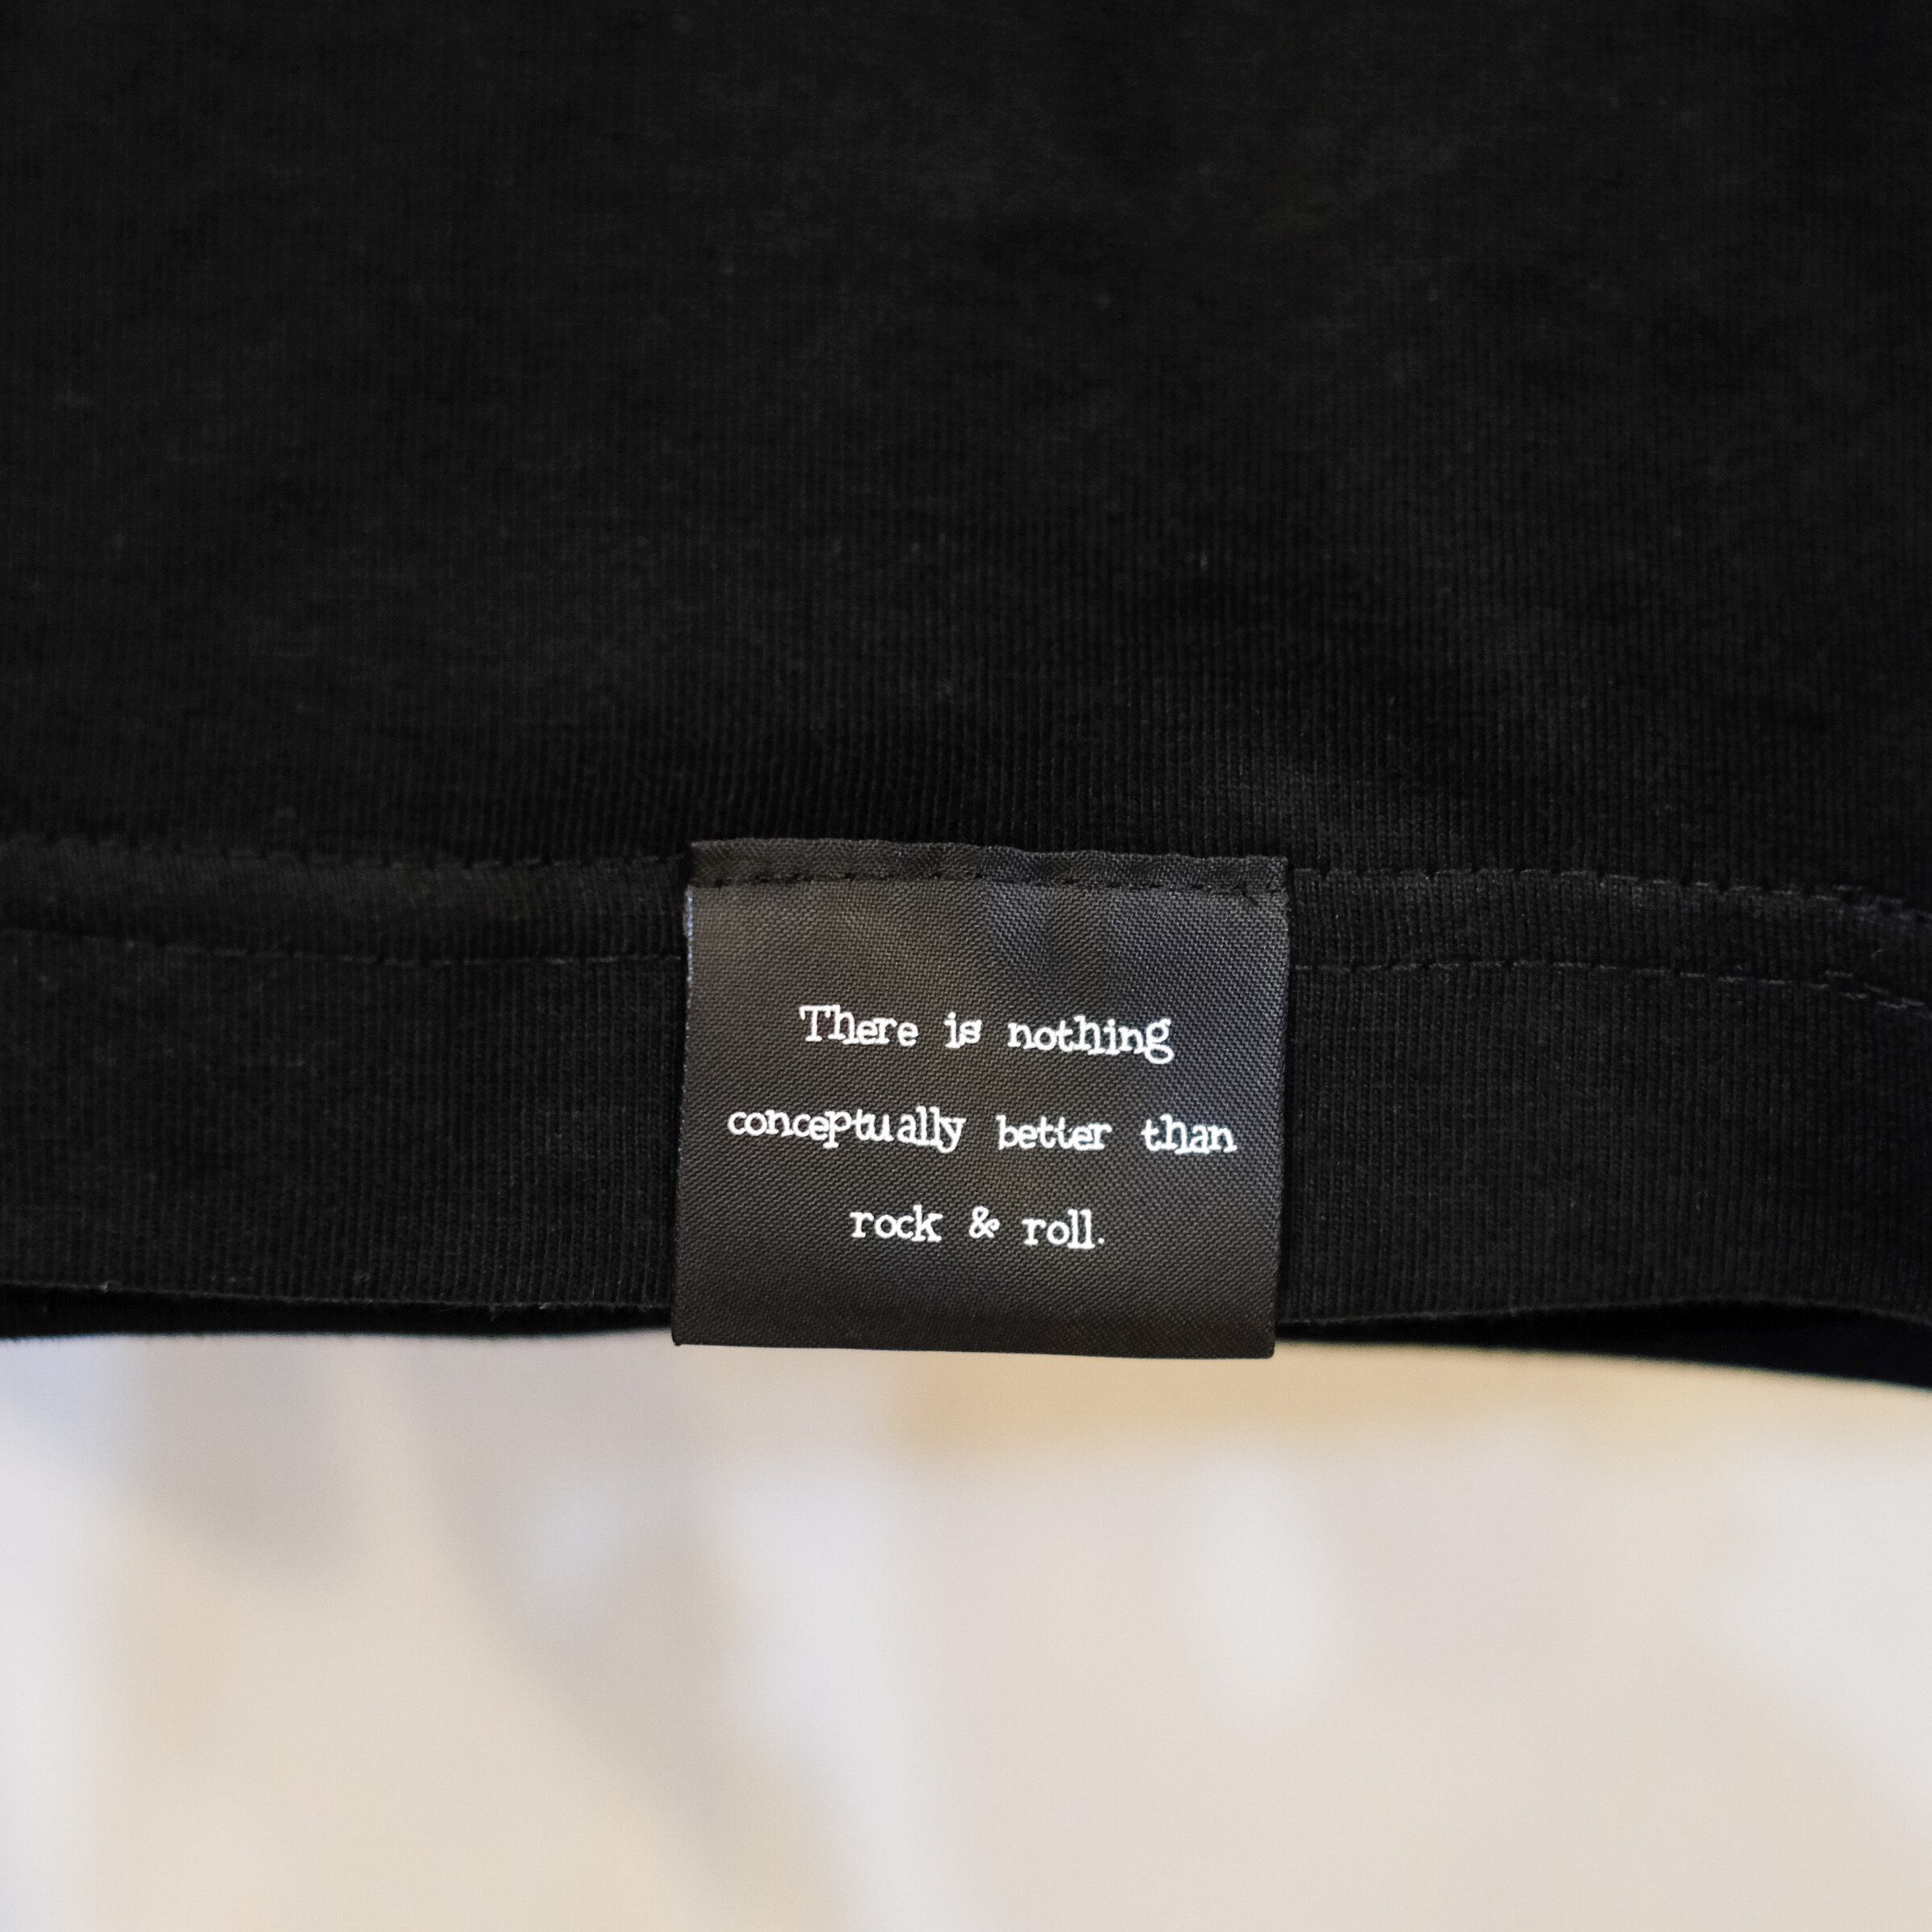 There is nothing
conceptually better than
rock & roll.